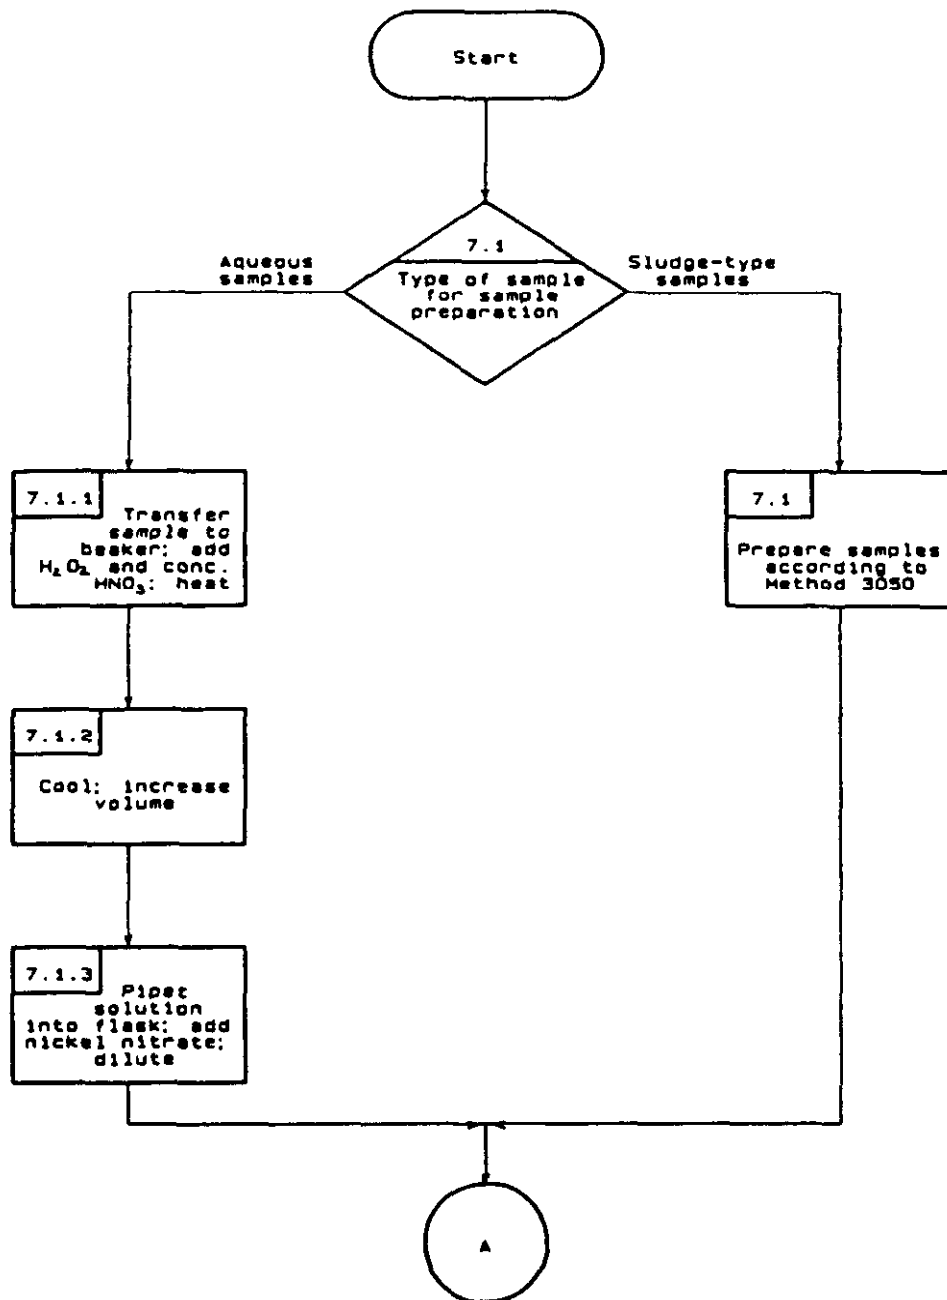 Start
7.1
Type of sample
for sample
preparation
Aqueous
samples
Sludge-type
samples
7.1.1
Transfer
sample to
beaker; add
H₂O₂ and conc.
HNO₃; heat
7.1.2
Cool; increase
volume
7.1.3
Pipet
solution
into flask; add
nickel nitrate;
dilute
7.1
Prepare samples
according to
Method 3050
A